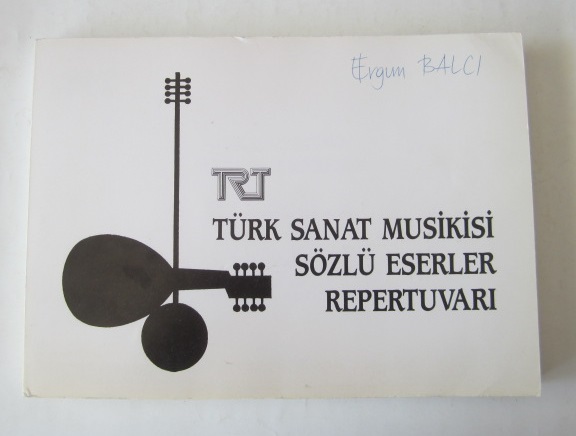 Ergun BALCI
TRT
TÜRK SANAT MUSİKİSİ
SÖZLÜ ESERLER
REPERTUVARI